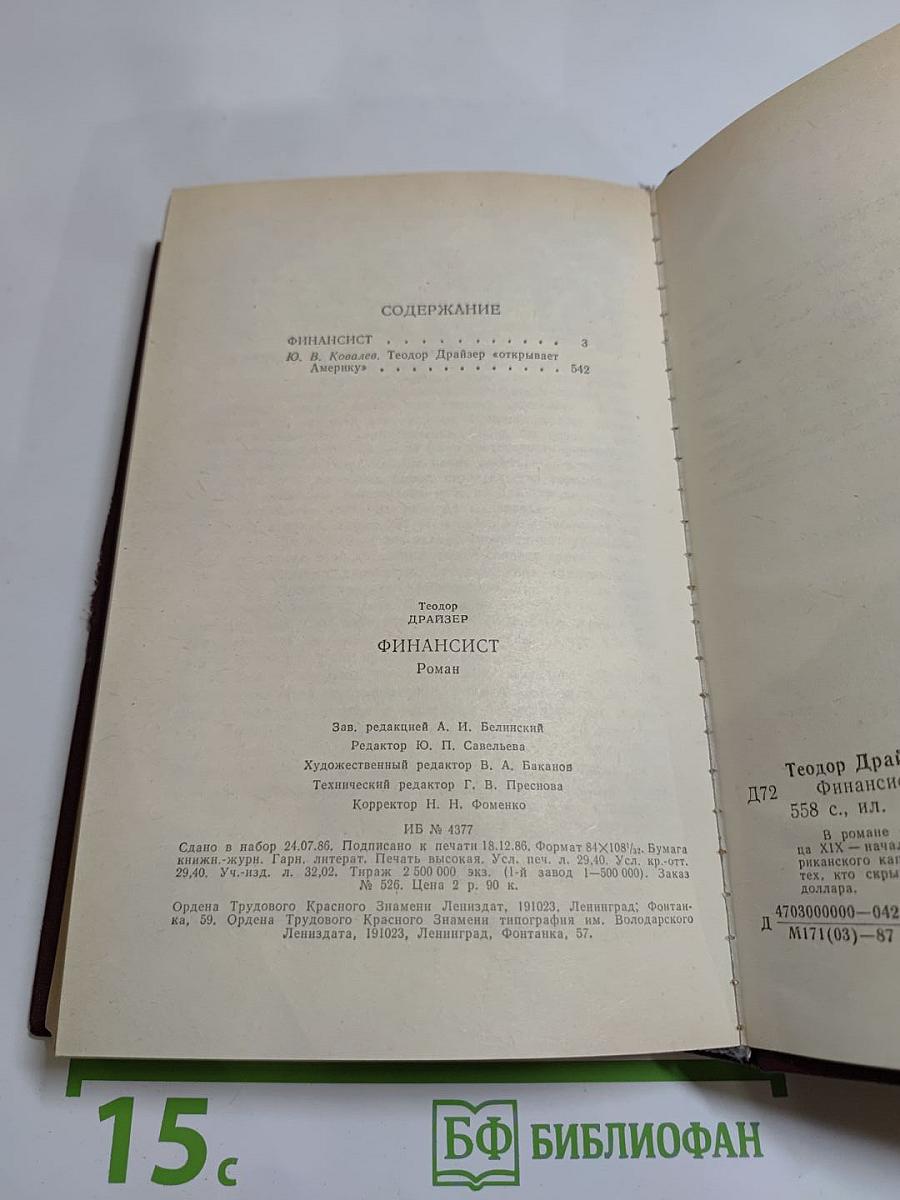 СОДЕРЖАНИЕ
ФИНАНСИСТ . . . . . . . . . . . 3
Ю. В. Ковалев. Теодор Драйзер «открывает
Америку» . . . . . . . . . . . . 542
Теодор
ДРАЙЗЕР
ФИНАНСИСТ
Роман
Зав. редакцией А. И. Белинский
Редактор Ю. П. Савельева
Художественный редактор В. А. Баканов
Технический редактор Г. В. Преснова
Корректор Н. Н. Фоменко
ИБ № 4377
Сдано в набор 24.07.86. Подписано к печати 18.12.86. Формат 84×108¹/₃₂. Бумага
книжн.-журн. Гарн. литерат. Печать высокая. Усл. печ. л. 29,40. Усл. кр.-отт.
29,40. Уч.-изд. л. 32,02. Тираж 2 500 000 экз. (1-й завод 1—500 000). Заказ
№ 526. Цена 2 р. 90 к.
Ордена Трудового Красного Знамени Лениздат, 191023, Ленинград, Фонтан-
ка, 59. Ордена Трудового Красного Знамени типография им. Володарского
Лениздата, 191023, Ленинград, Фонтанка, 57.
Теодор Драй
Д72 Финансис
558 с., ил.
В романе
ца XIX — начал
риканского кап
тех, кто скры
доллара.
Д 4703000000—042
М171(03)—87
15 с
БФ БИБЛИОФАН